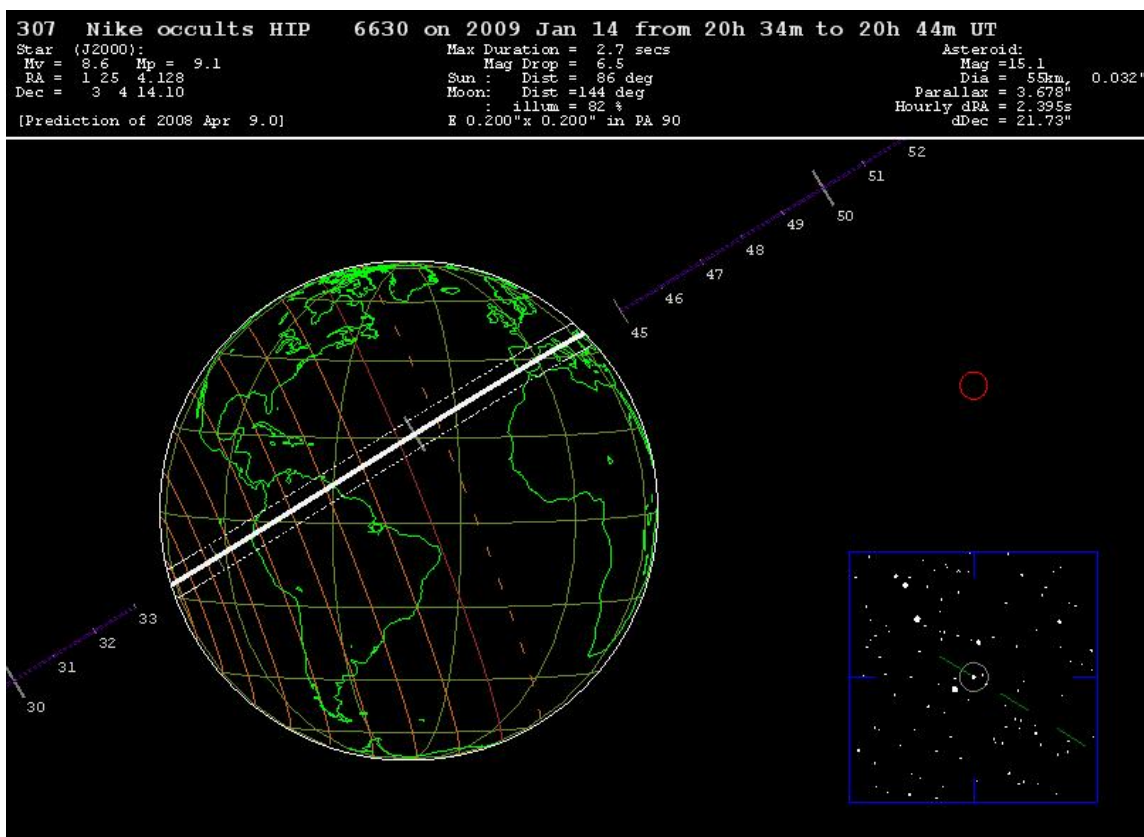 307 Nike occults HIP 6630 on 2009 Jan 14 from 20h 34m to 20h 44m UT
Star (J2000):
Mv = 8.6 Mp = 9.1
RA = 1 25 4.128
Dec = 3 4 14.10
[Prediction of 2008 Apr 9.0]
Max Duration = 2.7 secs
Mag Drop = 6.5
Sun : Dist = 86 deg
Moon: Dist =144 deg
: illum = 82 %
E 0.200"x 0.200" in PA 90
Asteroid:
Mag =15.1
Dia = 55km, 0.032"
Parallax = 3.678"
Hourly dRA = 2.395s
dDec = 21.73"
52
51
50
49
48
47
46
45
33
32
31
30